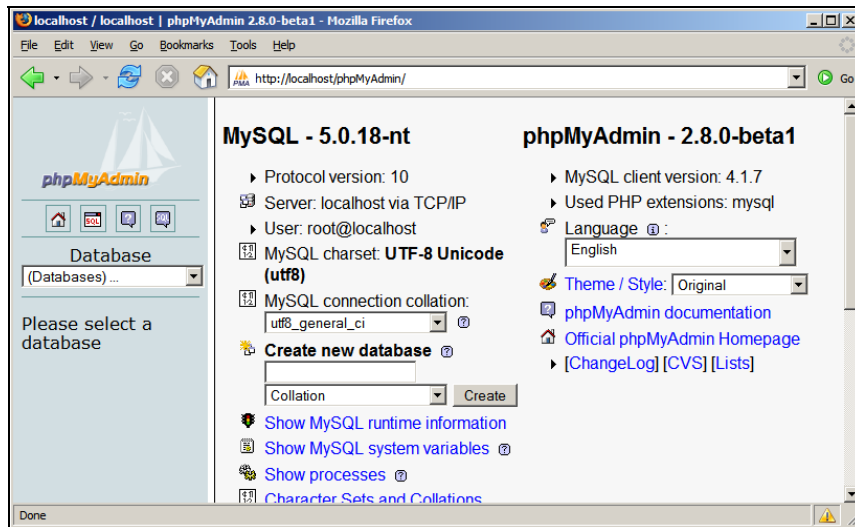 localhost / localhost | phpMyAdmin 2.8.0-beta1 - Mozilla Firefox
File Edit View Go Bookmarks Tools Help
PMA http://localhost/phpMyAdmin/ Go
phpMyAdmin
SQL
SQL
Database
(Databases) ...
Please select a
database
MySQL - 5.0.18-nt
Protocol version: 10
Server: localhost via TCP/IP
User: root@localhost
MySQL charset: UTF-8 Unicode
(utf8)
MySQL connection collation:
utf8_general_ci
Create new database
Collation Create
Show MySQL runtime information
Show MySQL system variables
Show processes
Character Sets and Collations
phpMyAdmin - 2.8.0-beta1
MySQL client version: 4.1.7
Used PHP extensions: mysql
Language :
English
Theme / Style: Original
phpMyAdmin documentation
Official phpMyAdmin Homepage
[ChangeLog] [CVS] [Lists]
Done